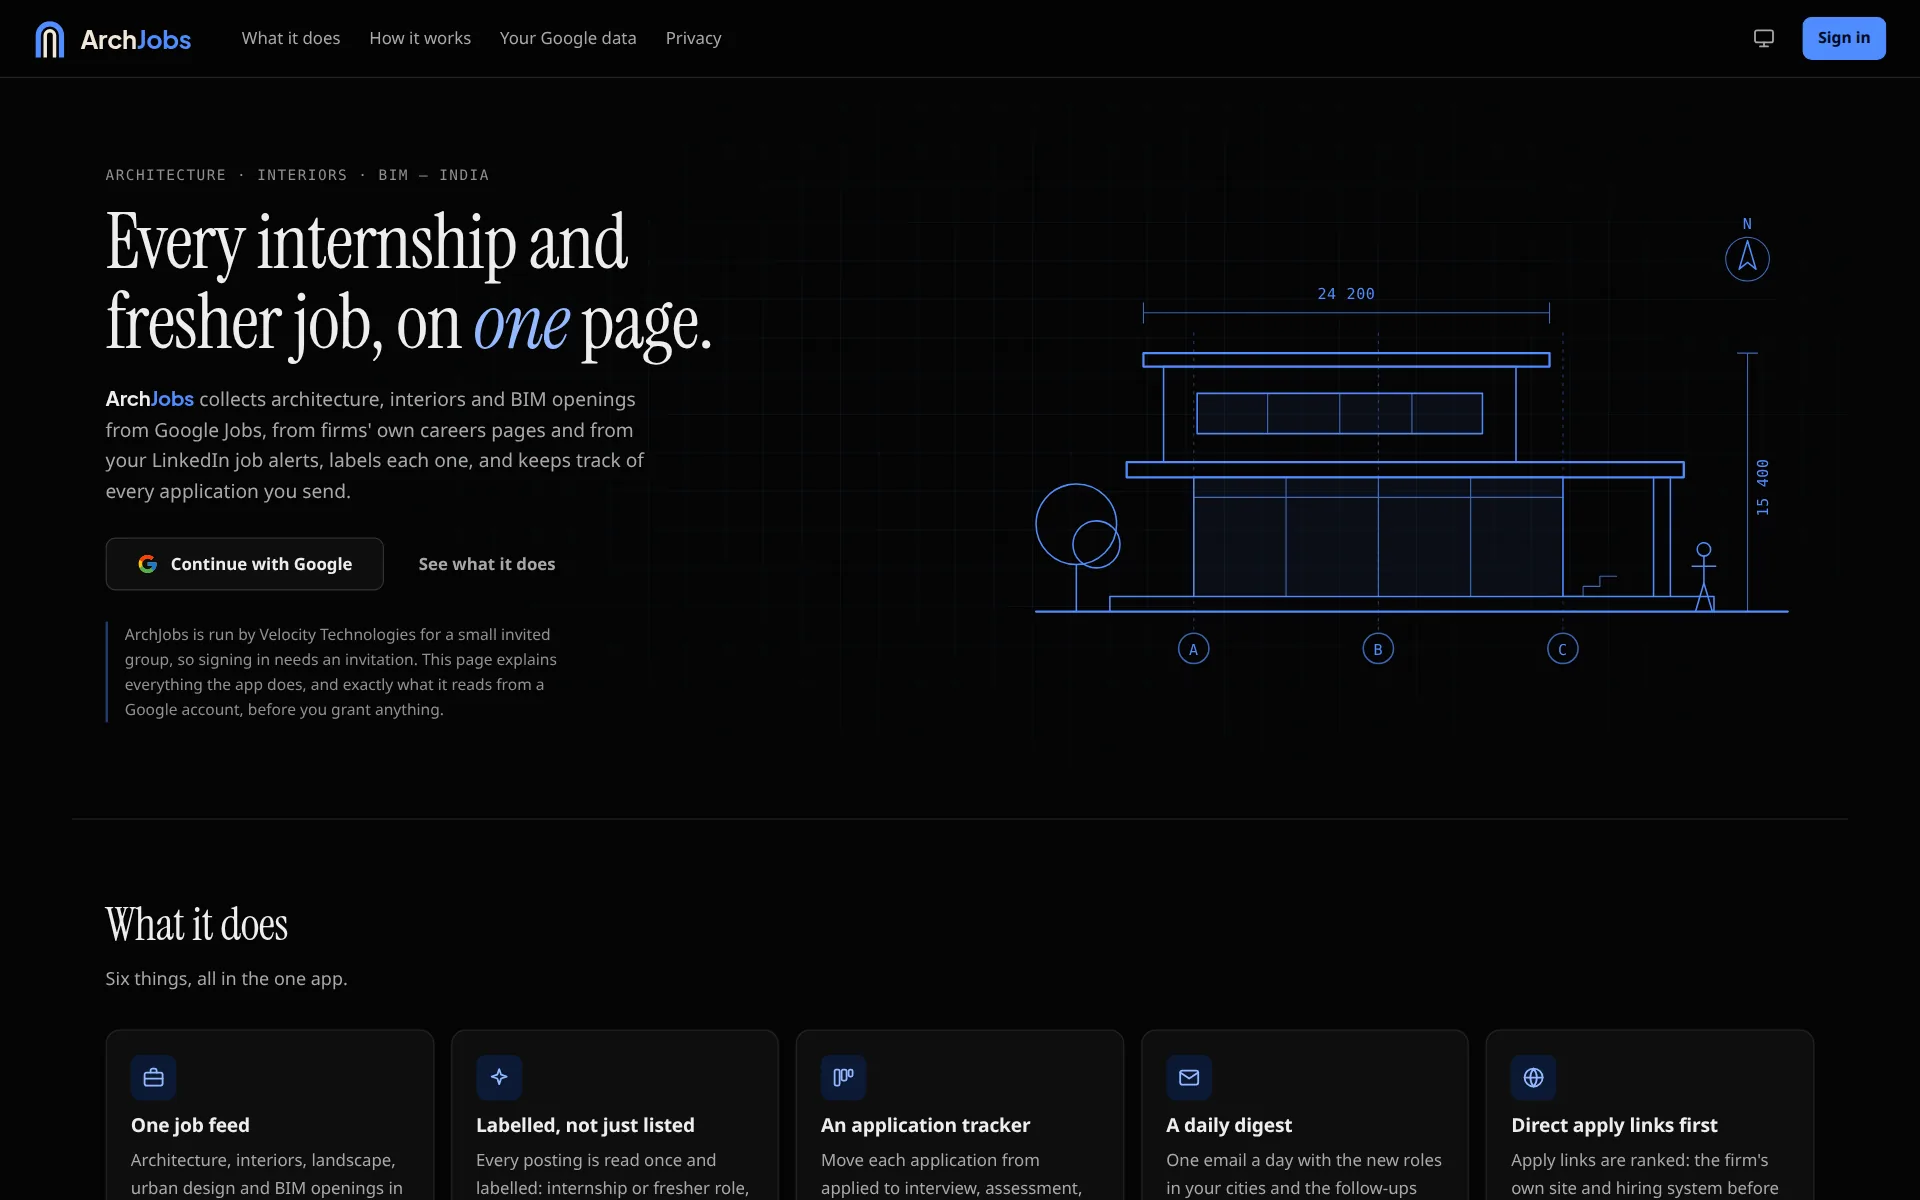 ArchJobs
What it does
How it works
Your Google data
Privacy
Sign in
ARCHITECTURE · INTERIORS · BIM — INDIA
Every internship and
fresher job, on one page.
ArchJobs collects architecture, interiors and BIM openings
from Google Jobs, from firms' own careers pages and from
your LinkedIn job alerts, labels each one, and keeps track of
every application you send.
Continue with Google
See what it does
ArchJobs is run by Velocity Technologies for a small invited
group, so signing in needs an invitation. This page explains
everything the app does, and exactly what it reads from a
Google account, before you grant anything.
N
24 200
15 400
A
B
C
What it does
Six things, all in the one app.
One job feed
Architecture, interiors, landscape,
urban design and BIM openings in
Labelled, not just listed
Every posting is read once and
labelled: internship or fresher role,
An application tracker
Move each application from
applied to interview, assessment,
A daily digest
One email a day with the new roles
in your cities and the follow-ups
Direct apply links first
Apply links are ranked: the firm's
own site and hiring system before